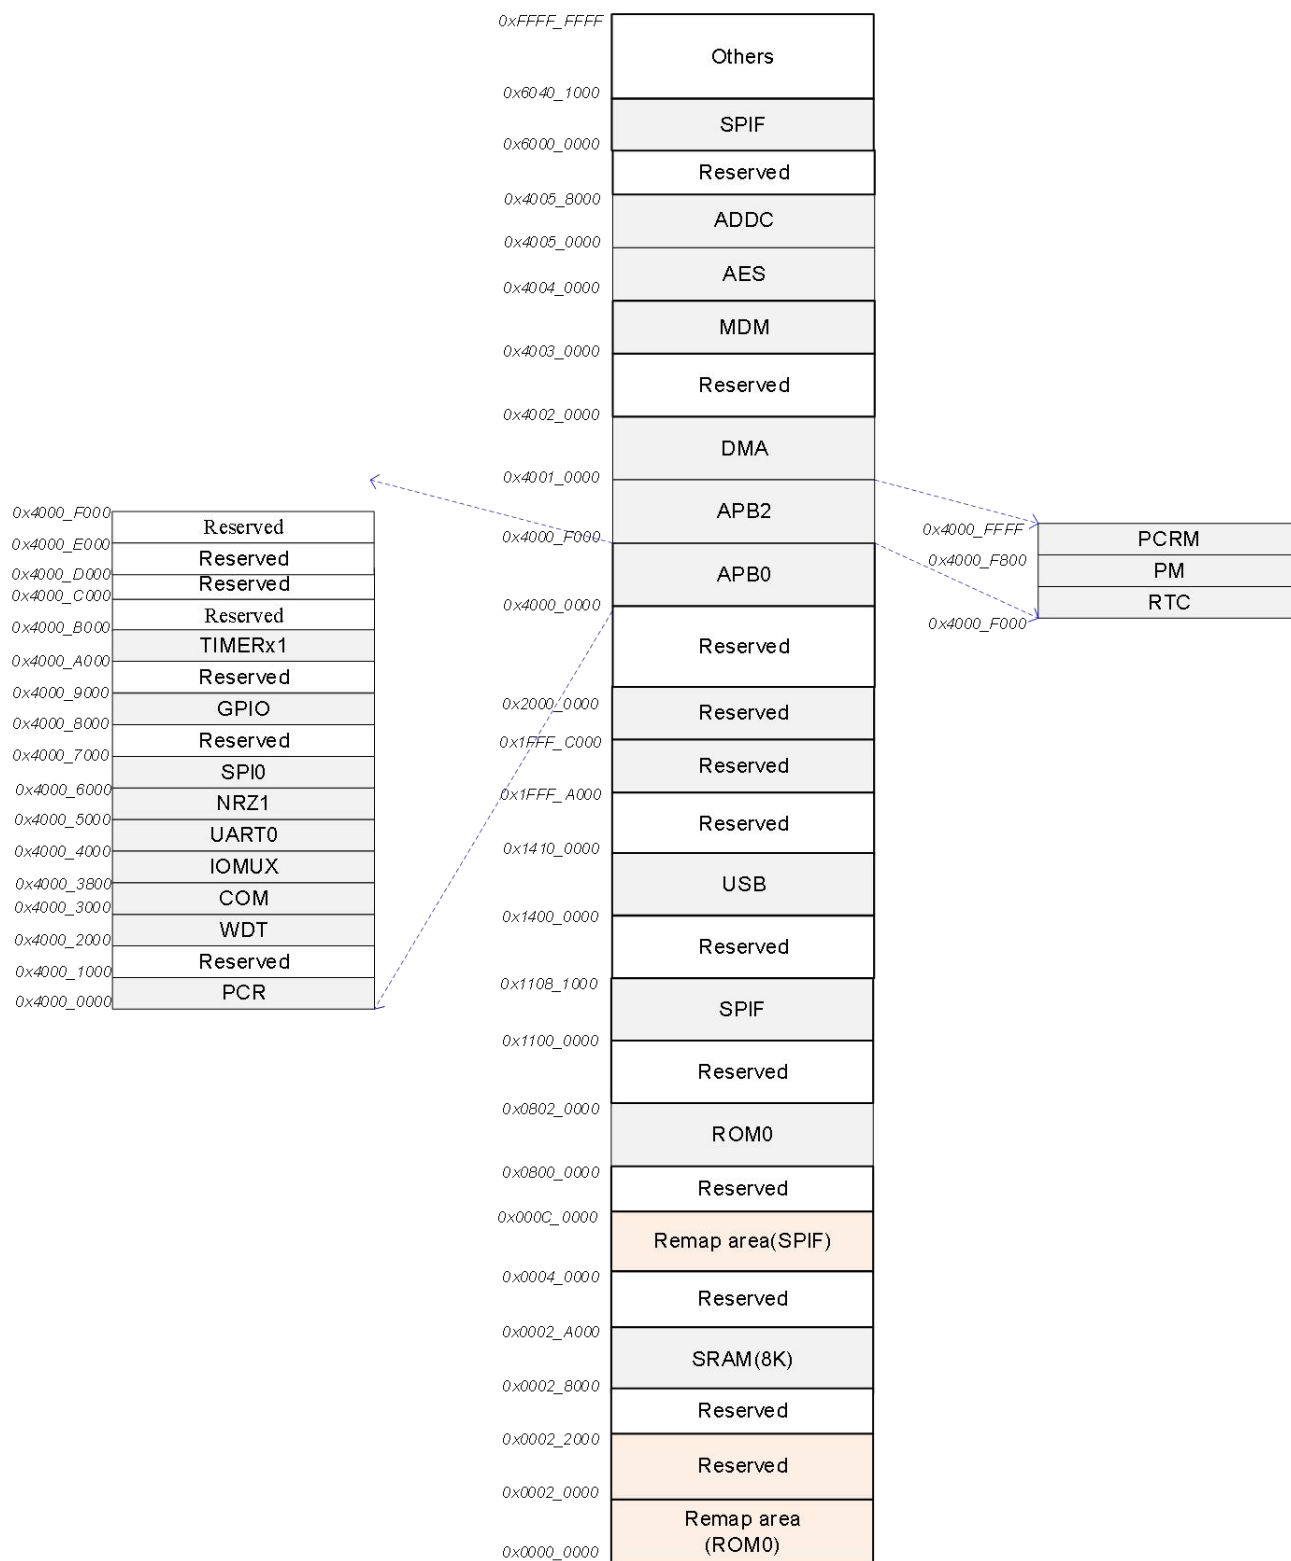 0xFFFF_FFFF
Others
0x6040_1000
SPIF
0x6000_0000
Reserved
0x4005_8000
ADDC
0x4005_0000
AES
0x4004_0000
MDM
0x4003_0000
Reserved
0x4002_0000
DMA
0x4001_0000
APB2
0x4000_F000
APB0
0x4000_0000
Reserved
0x2000_0000
Reserved
0x1FFF_C000
Reserved
0x1FFF_A000
Reserved
0x1410_0000
USB
0x1400_0000
Reserved
0x1108_1000
SPIF
0x1100_0000
Reserved
0x0802_0000
ROM0
0x0800_0000
Reserved
0x000C_0000
Remap area(SPIF)
0x0004_0000
Reserved
0x0002_A000
SRAM(8K)
0x0002_8000
Reserved
0x0002_2000
Reserved
0x0002_0000
Remap area
(ROM0)
0x0000_0000
0x4000_F000
Reserved
0x4000_E000
Reserved
0x4000_D000
Reserved
0x4000_C000
Reserved
0x4000_B000
TIMERx1
0x4000_A000
Reserved
0x4000_9000
GPIO
0x4000_8000
Reserved
0x4000_7000
SPI0
0x4000_6000
NRZ1
0x4000_5000
UART0
0x4000_4000
IOMUX
0x4000_3800
COM
0x4000_3000
WDT
0x4000_2000
Reserved
0x4000_1000
PCR
0x4000_0000
0x4000_FFFF
PCRM
0x4000_F800
PM
RTC
0x4000_F000